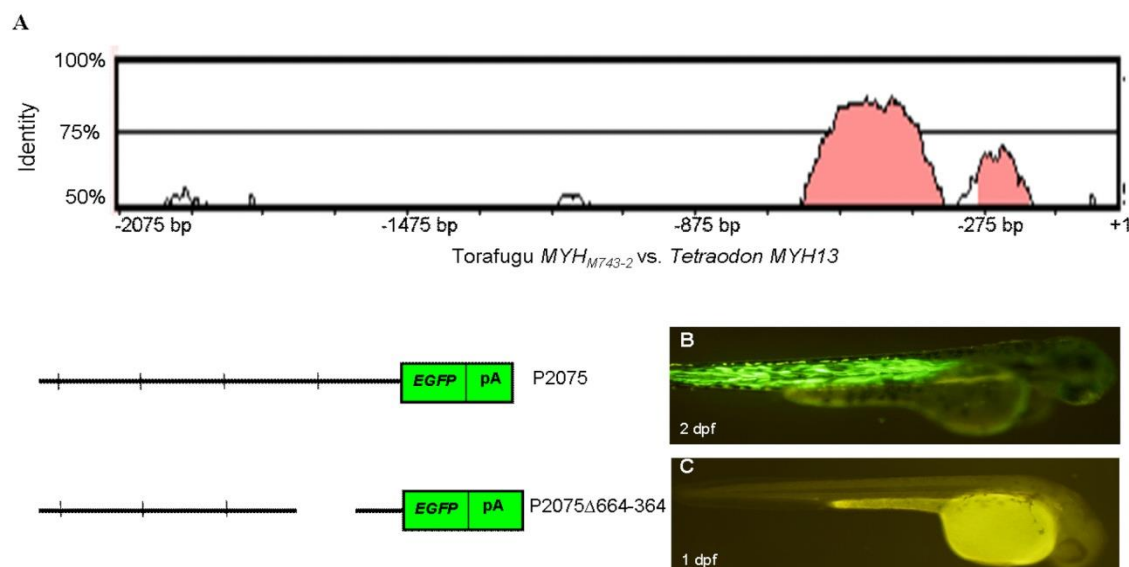 A
100%
75%
50%
Identity
-2075 bp
-1475 bp
-875 bp
-275 bp
+1
Torafugu MYH_M743-2 vs. Tetraodon MYH13
EGFP
pA
P2075
B
2 dpf
EGFP
pA
P2075Δ664-364
C
1 dpf